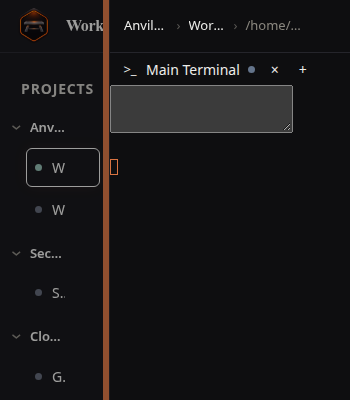 Work
Anvil... › Wor... › /home/...
>_ Main Terminal × +
PROJECTS
Anv...
W
W
Sec...
S..
Clo...
G.